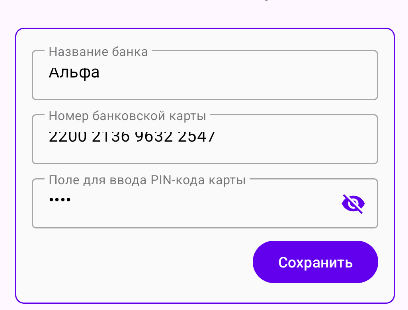 Название банка
Альфа
Номер банковской карты
2200 2136 9632 2547
Поле для ввода PIN-кода карты
••••
Сохранить